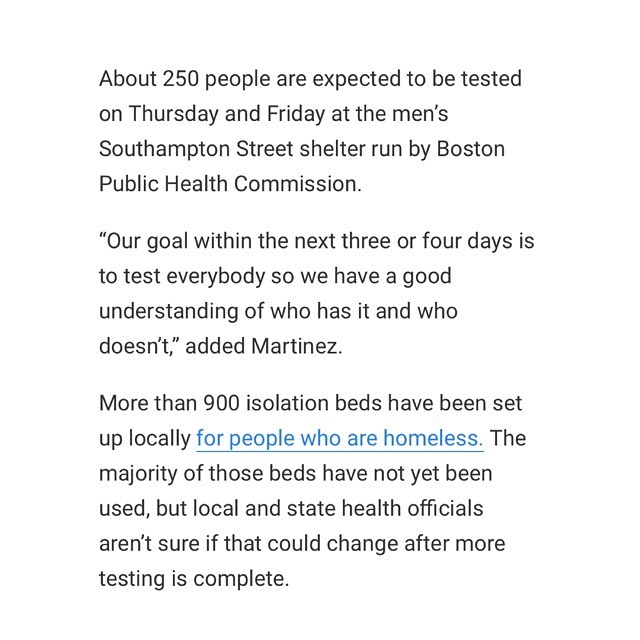 About 250 people are expected to be tested
on Thursday and Friday at the men’s
Southampton Street shelter run by Boston
Public Health Commission.
“Our goal within the next three or four days is
to test everybody so we have a good
understanding of who has it and who
doesn’t,” added Martinez.
More than 900 isolation beds have been set
up locally for people who are homeless. The
majority of those beds have not yet been
used, but local and state health officials
aren’t sure if that could change after more
testing is complete.